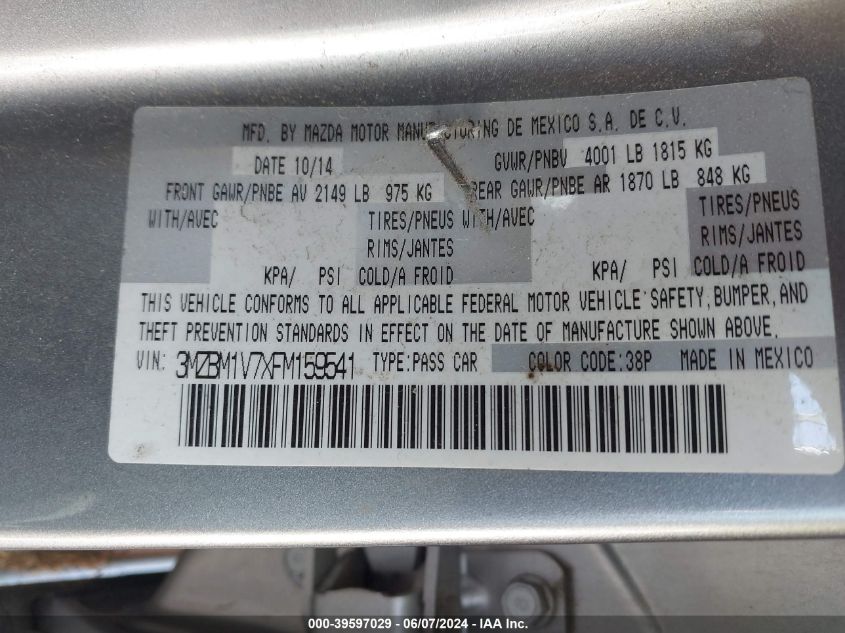 MFD. BY MAZDA MOTOR MANUFACTURING DE MEXICO S.A. DE C.V.
DATE 10/14 GVWR/PNBV 4001 LB 1815 KG
FRONT GAWR/PNBE AV 2149 LB 975 KG REAR GAWR/PNBE AR 1870 LB 848 KG
WITH/AVEC TIRES/PNEUS WITH/AVEC TIRES/PNEUS
RIMS/JANTES RIMS/JANTES
KPA/ PSI COLD/A FROID KPA/ PSI COLD/A FROID
THIS VEHICLE CONFORMS TO ALL APPLICABLE FEDERAL MOTOR VEHICLE SAFETY, BUMPER, AND
THEFT PREVENTION STANDARDS IN EFFECT ON THE DATE OF MANUFACTURE SHOWN ABOVE.
VIN: 3MZBM1V7XFM159541 TYPE:PASS CAR COLOR CODE:38P MADE IN MEXICO
000-39597029 - 06/07/2024 - IAA Inc.